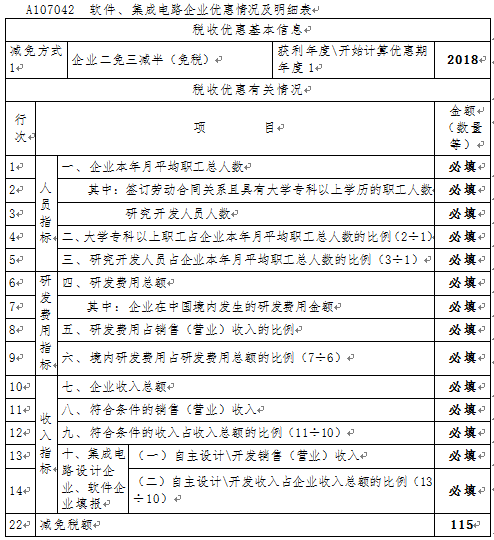 A107042 软件、集成电路企业优惠情况及明细表
税收优惠基本信息
减免方式1 企业二免三减半（免税） 获利年度\开始计算优惠期年度1 2018
税收优惠有关情况
行次 项 目 金额（数量等）
人员指标
1 一、企业本年月平均职工总人数 必填
2 其中：签订劳动合同关系且具有大学专科以上学历的职工人数 必填
3 研究开发人员人数 必填
4 二、大学专科以上职工占企业本年月平均职工总人数的比例（2÷1） 必填
5 三、研究开发人员占企业本年月平均职工总人数的比例（3÷1） 必填
研发费用指标
6 四、研发费用总额 必填
7 其中：企业在中国境内发生的研发费用金额 必填
8 五、研发费用占销售（营业）收入的比例 必填
9 六、境内研发费用占研发费用总额的比例（7÷6） 必填
收入指标
10 七、企业收入总额 必填
11 八、符合条件的销售（营业）收入 必填
12 九、符合条件的收入占收入总额的比例（11÷10） 必填
十、集成电路设计企业、软件企业填报
13 （一）自主设计\开发销售（营业）收入 必填
14 （二）自主设计\开发收入占企业收入总额的比例（13÷10） 必填
22 减免税额 115